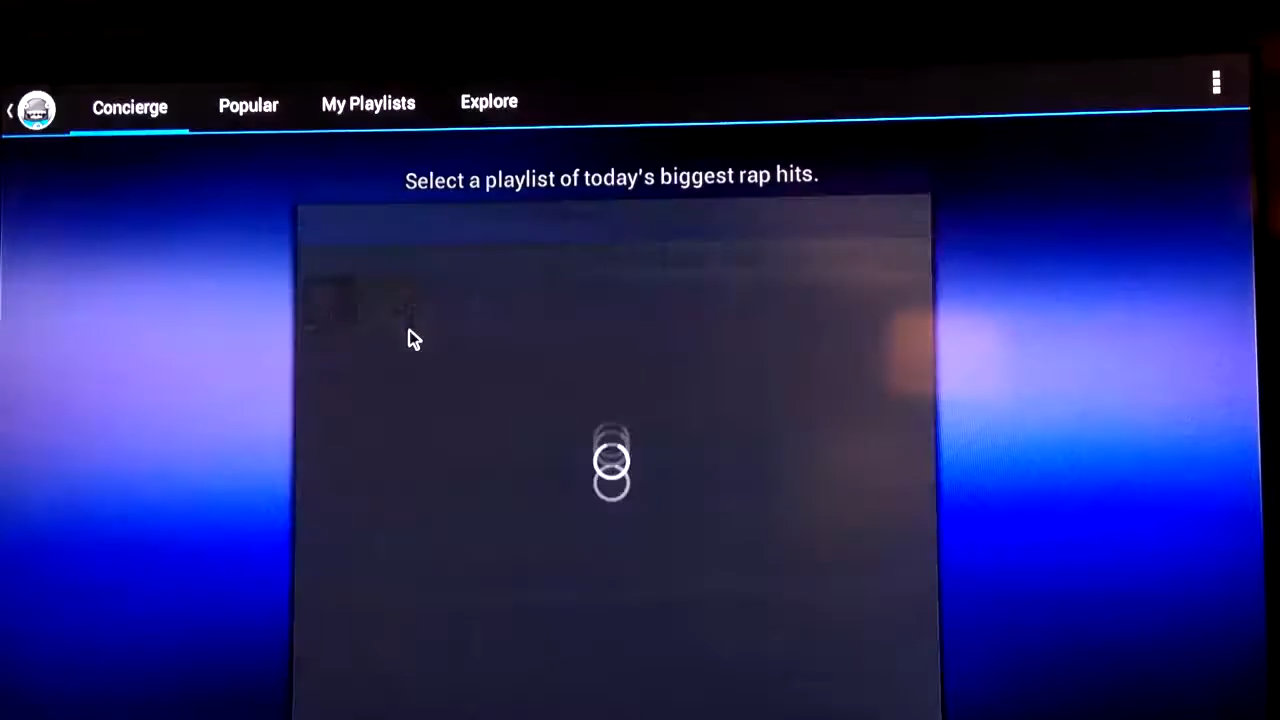 Concierge Popular My Playlists Explore
Select a playlist of today's biggest rap hits.